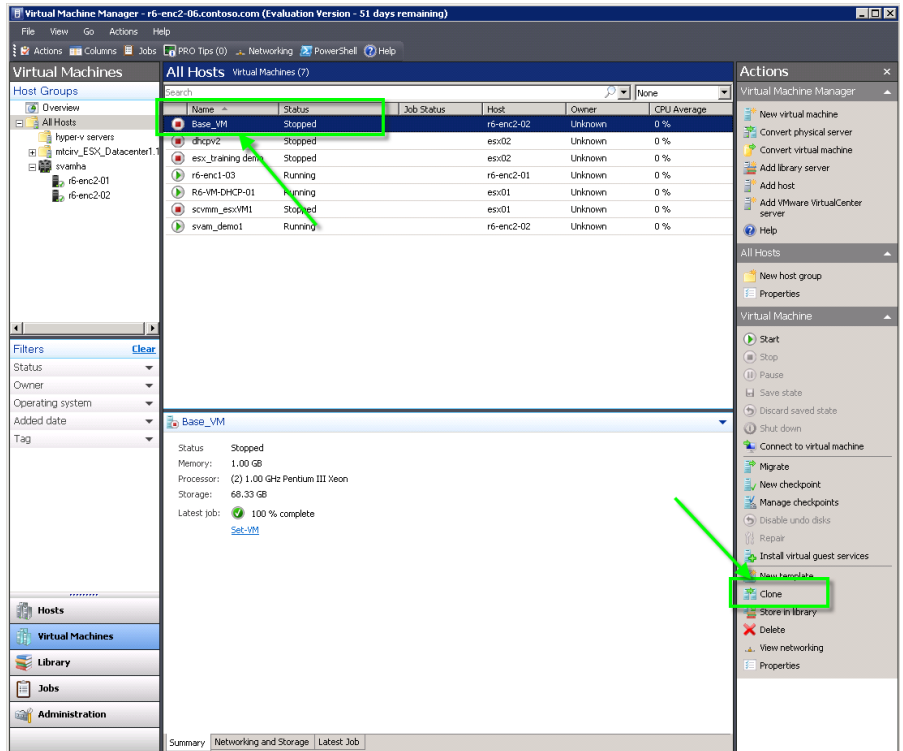 Virtual Machine Manager - r6-enc2-06.contoso.com (Evaluation Version - 51 days remaining)
File View Go Actions Help
Actions Columns Jobs PRO Tips (0) Networking PowerShell Help
Virtual Machines
Host Groups
Overview
All Hosts
hyper-v servers
mtcirv_ESX_Datacenter1.1
svamha
r6-enc2-01
r6-enc2-02
Filters Clear
Status
Owner
Operating system
Added date
Tag
Hosts
Virtual Machines
Library
Jobs
Administration
All Hosts Virtual Machines (7)
Search None
Name Status Job Status Host Owner CPU Average
Base_VM Stopped r6-enc2-02 Unknown 0 %
dhcpv2 Stopped esx02 Unknown 0 %
esx_training demo Stopped esx02 Unknown 0 %
r6-enc1-03 Running r6-enc2-01 Unknown 0 %
R6-VM-DHCP-01 Running esx01 Unknown 0 %
scvmm_esxVM1 Stopped esx01 Unknown 0 %
svam_demo1 Running r6-enc2-02 Unknown 0 %
Base_VM
Status Stopped
Memory: 1.00 GB
Processor: (2) 1.00 GHz Pentium III Xeon
Storage: 68.33 GB
Latest job: 100 % complete
Set-VM
Summary Networking and Storage Latest Job
Actions
Virtual Machine Manager
New virtual machine
Convert physical server
Convert virtual machine
Add library server
Add host
Add VMware VirtualCenter
server
Help
All Hosts
New host group
Properties
Virtual Machine
Start
Stop
Pause
Save state
Discard saved state
Shut down
Connect to virtual machine
Migrate
New checkpoint
Manage checkpoints
Disable undo disks
Repair
Install virtual guest services
New template
Clone
Store in library
Delete
View networking
Properties